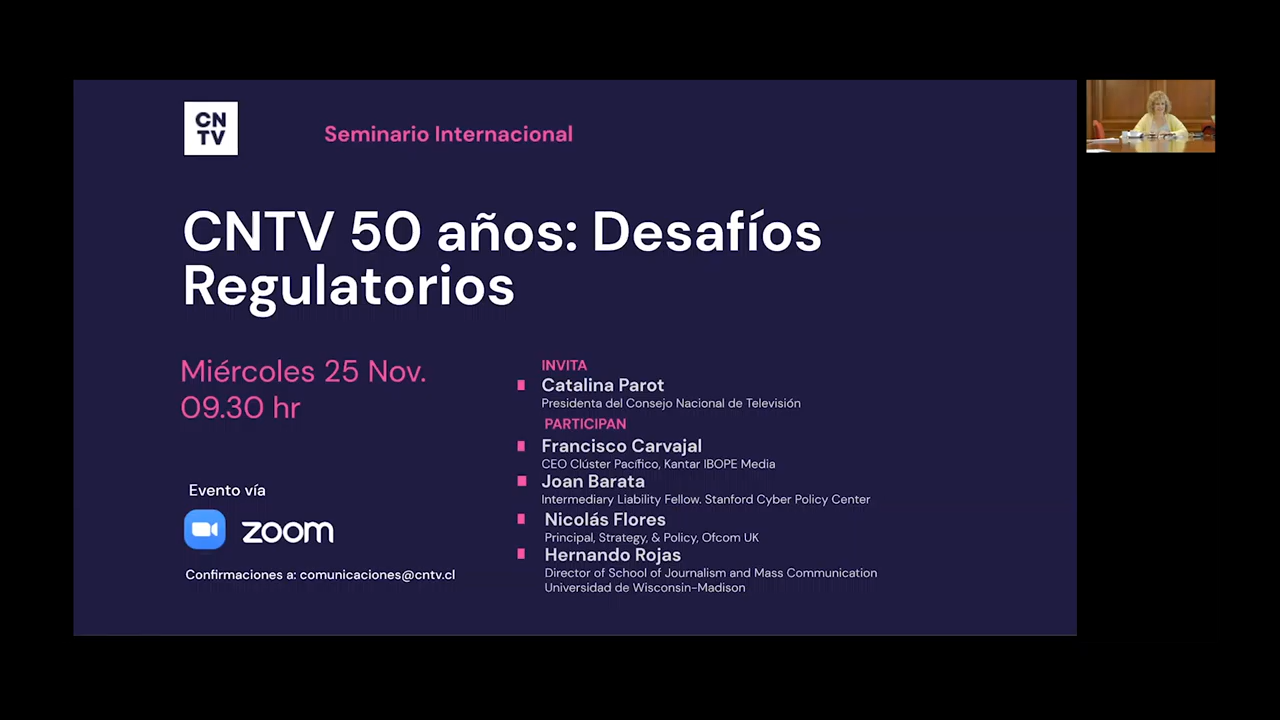 CN
TV
Seminario Internacional
CNTV 50 años: Desafíos
Regulatorios
Miércoles 25 Nov.
09.30 hr
Evento vía
zoom
Confirmaciones a: comunicaciones@cntv.cl
INVITA
Catalina Parot
Presidenta del Consejo Nacional de Televisión
PARTICIPAN
Francisco Carvajal
CEO Clúster Pacífico, Kantar IBOPE Media
Joan Barata
Intermediary Liability Fellow. Stanford Cyber Policy Center
Nicolás Flores
Principal, Strategy, & Policy, Ofcom UK
Hernando Rojas
Director of School of Journalism and Mass Communication
Universidad de Wisconsin-Madison